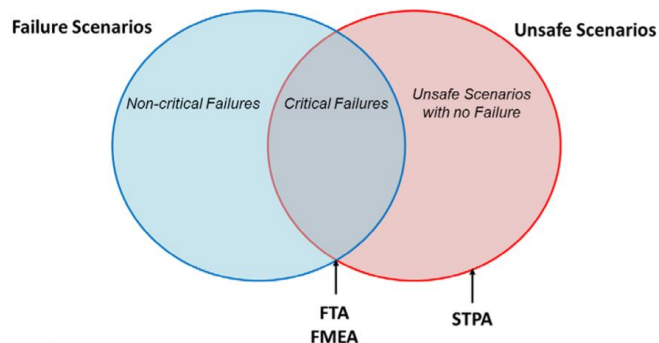 Failure Scenarios
Unsafe Scenarios
Non-critical Failures
Critical Failures
Unsafe Scenarios
with no Failure
FTA
FMEA
STPA